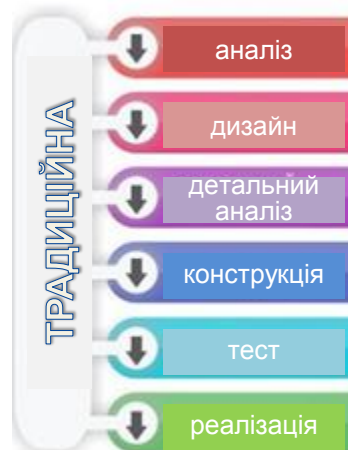 ТРАДИЦІЙНА
аналіз
дизайн
детальний
аналіз
конструкція
тест
реалізація